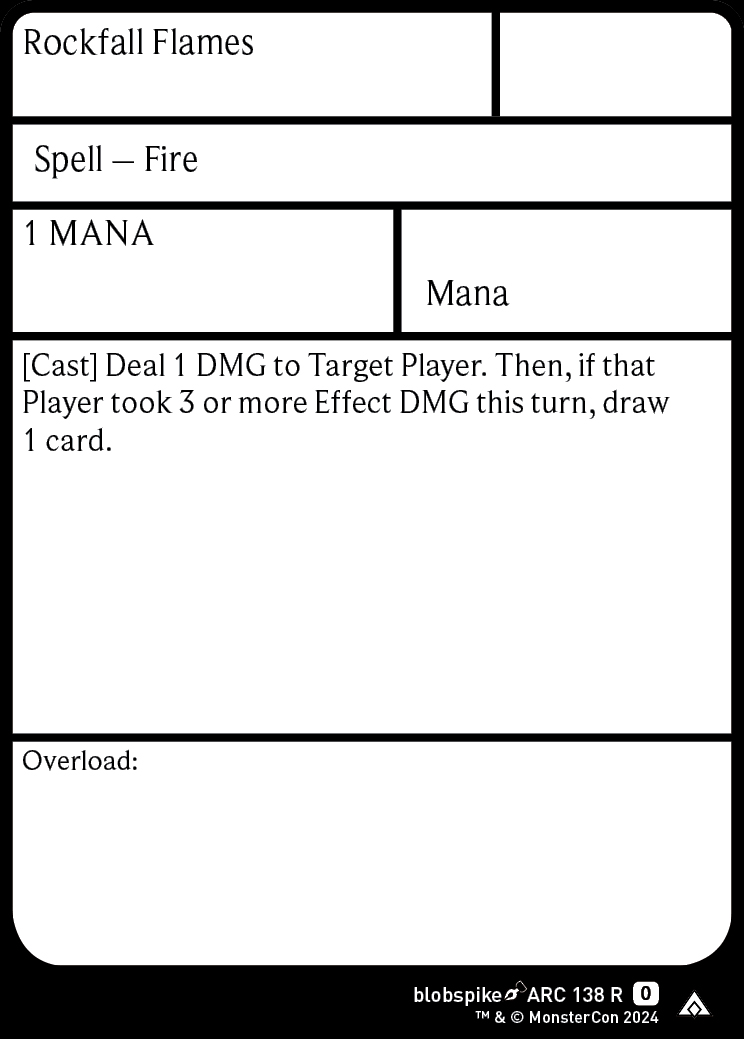 Rockfall Flames
Spell — Fire
1 MANA
Mana
[Cast] Deal 1 DMG to Target Player. Then, if that
Player took 3 or more Effect DMG this turn, draw
1 card.
Overload:
blobspike ARC 138 R 0
™ & © MonsterCon 2024